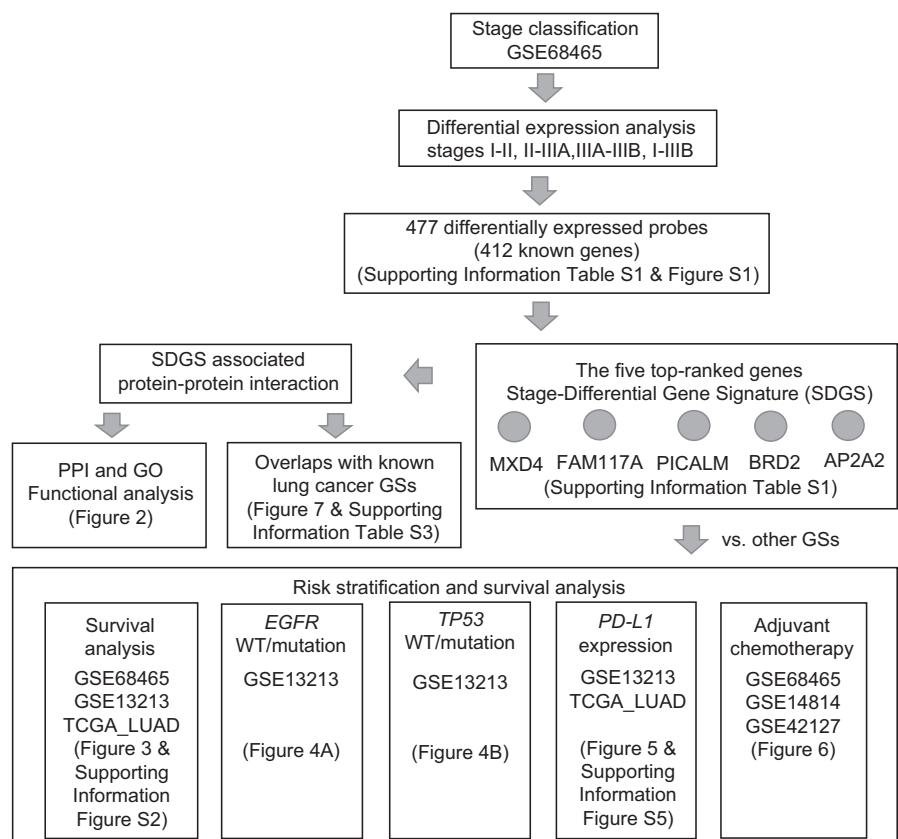 Stage classification
GSE68465
Differential expression analysis
stages I-II, II-IIIA,IIIA-IIIB, I-IIIB
477 differentially expressed probes
(412 known genes)
(Supporting Information Table S1 & Figure S1)
SDGS associated
protein-protein interaction
The five top-ranked genes
Stage-Differential Gene Signature (SDGS)
MXD4 FAM117A PICALM BRD2 AP2A2
(Supporting Information Table S1)
PPI and GO
Functional analysis
(Figure 2)
Overlaps with known
lung cancer GSs
(Figure 7 & Supporting
Information Table S3)
vs. other GSs
Risk stratification and survival analysis
Survival
analysis
GSE68465
GSE13213
TCGA_LUAD
(Figure 3 &
Supporting
Information
Figure S2)
EGFR
WT/mutation
GSE13213
(Figure 4A)
TP53
WT/mutation
GSE13213
(Figure 4B)
PD-L1
expression
GSE13213
TCGA_LUAD
(Figure 5 &
Supporting
Information
Figure S5)
Adjuvant
chemotherapy
GSE68465
GSE14814
GSE42127
(Figure 6)